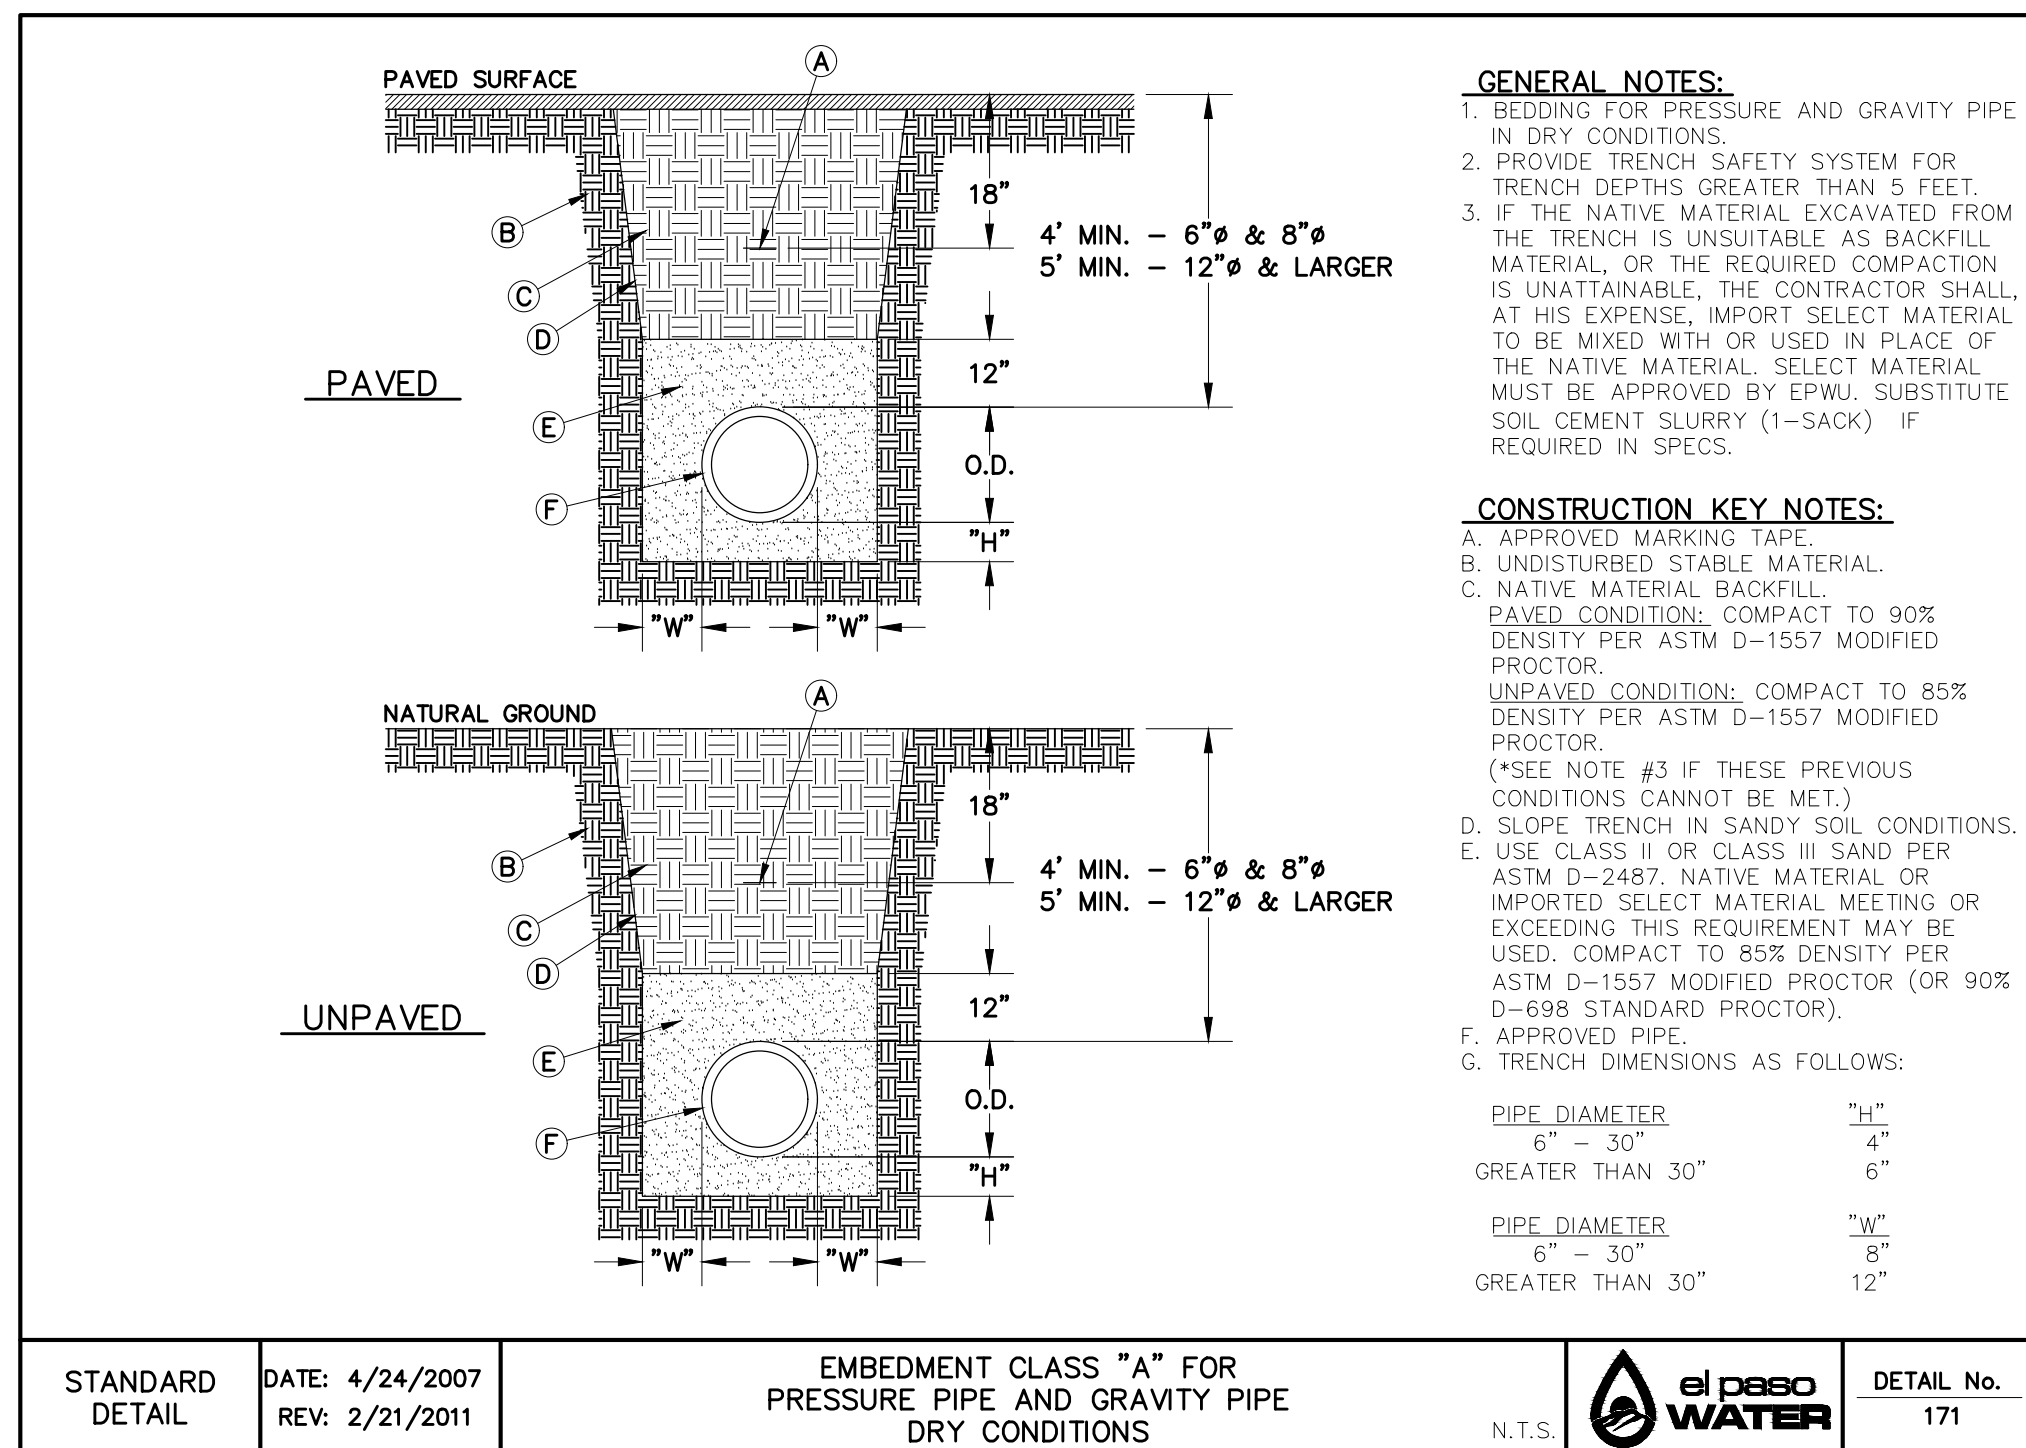 PAVED SURFACE
A
B
C
D
E
F
PAVED
18"
4' MIN. – 6"ø & 8"ø
5' MIN. – 12"ø & LARGER
12"
O.D.
"H"
"W"
"W"
NATURAL GROUND
A
B
C
D
E
F
UNPAVED
18"
4' MIN. – 6"ø & 8"ø
5' MIN. – 12"ø & LARGER
12"
O.D.
"H"
"W"
"W"
GENERAL NOTES:
1. BEDDING FOR PRESSURE AND GRAVITY PIPE
IN DRY CONDITIONS.
2. PROVIDE TRENCH SAFETY SYSTEM FOR
TRENCH DEPTHS GREATER THAN 5 FEET.
3. IF THE NATIVE MATERIAL EXCAVATED FROM
THE TRENCH IS UNSUITABLE AS BACKFILL
MATERIAL, OR THE REQUIRED COMPACTION
IS UNATTAINABLE, THE CONTRACTOR SHALL,
AT HIS EXPENSE, IMPORT SELECT MATERIAL
TO BE MIXED WITH OR USED IN PLACE OF
THE NATIVE MATERIAL. SELECT MATERIAL
MUST BE APPROVED BY EPWU. SUBSTITUTE
SOIL CEMENT SLURRY (1–SACK) IF
REQUIRED IN SPECS.
CONSTRUCTION KEY NOTES:
A. APPROVED MARKING TAPE.
B. UNDISTURBED STABLE MATERIAL.
C. NATIVE MATERIAL BACKFILL.
PAVED CONDITION: COMPACT TO 90%
DENSITY PER ASTM D–1557 MODIFIED
PROCTOR.
UNPAVED CONDITION: COMPACT TO 85%
DENSITY PER ASTM D–1557 MODIFIED
PROCTOR.
(*SEE NOTE #3 IF THESE PREVIOUS
CONDITIONS CANNOT BE MET.)
D. SLOPE TRENCH IN SANDY SOIL CONDITIONS.
E. USE CLASS II OR CLASS III SAND PER
ASTM D–2487. NATIVE MATERIAL OR
IMPORTED SELECT MATERIAL MEETING OR
EXCEEDING THIS REQUIREMENT MAY BE
USED. COMPACT TO 85% DENSITY PER
ASTM D–1557 MODIFIED PROCTOR (OR 90%
D–698 STANDARD PROCTOR).
F. APPROVED PIPE.
G. TRENCH DIMENSIONS AS FOLLOWS:
PIPE DIAMETER "H"
6" – 30" 4"
GREATER THAN 30" 6"
PIPE DIAMETER "W"
6" – 30" 8"
GREATER THAN 30" 12"
STANDARD
DETAIL
DATE: 4/24/2007
REV: 2/21/2011
EMBEDMENT CLASS "A" FOR
PRESSURE PIPE AND GRAVITY PIPE
DRY CONDITIONS
N.T.S.
el paso
WATER
DETAIL No.
171